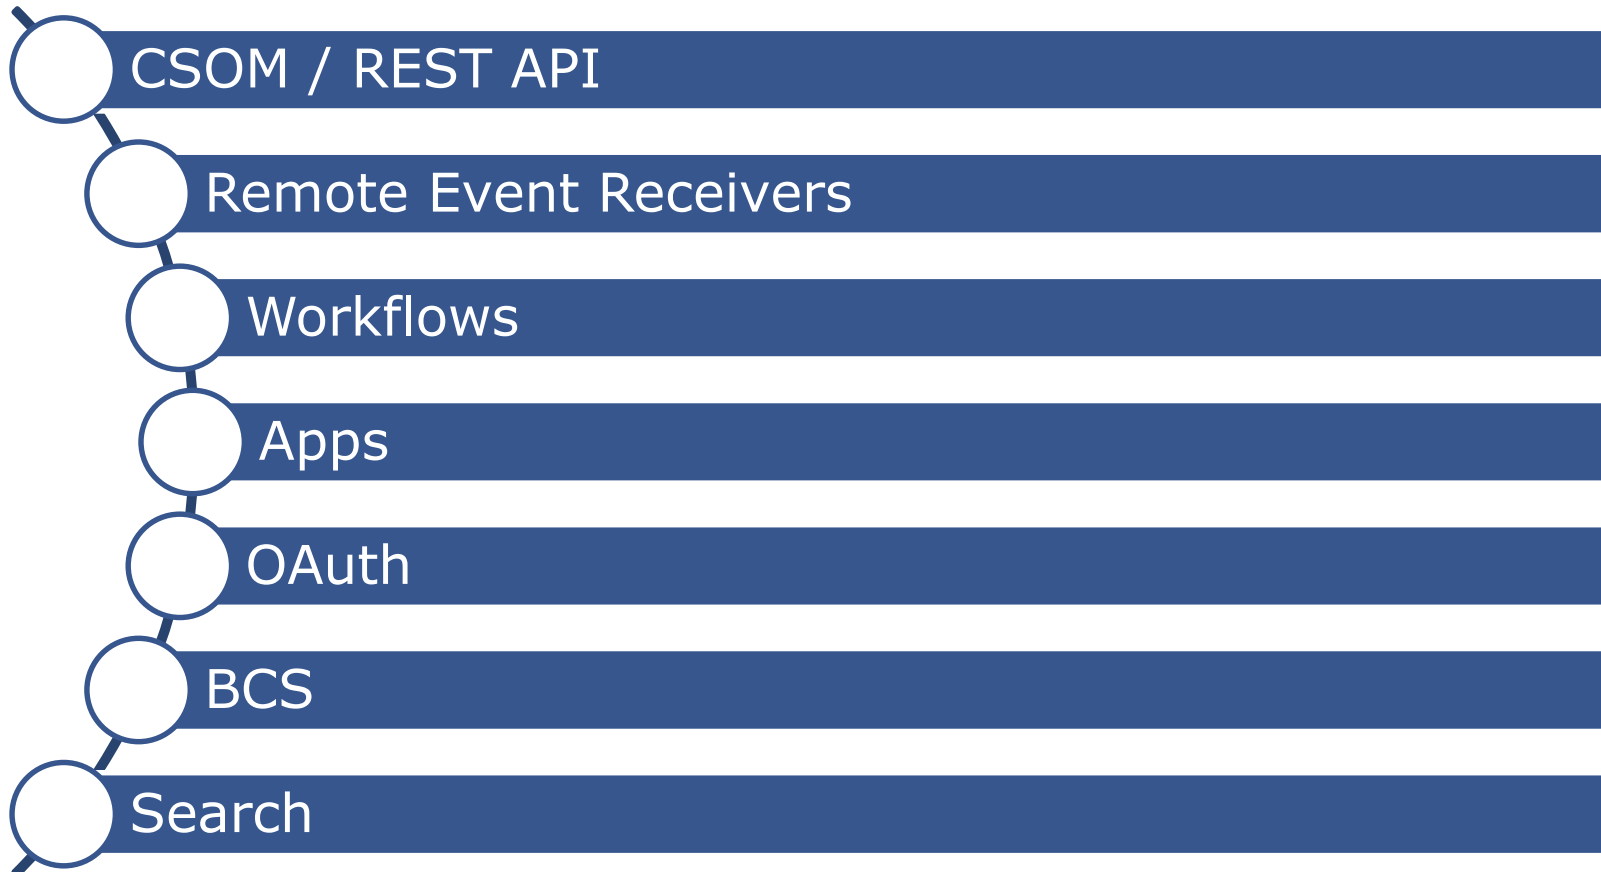 CSOM / REST API
Remote Event Receivers
Workflows
Apps
OAuth
BCS
Search